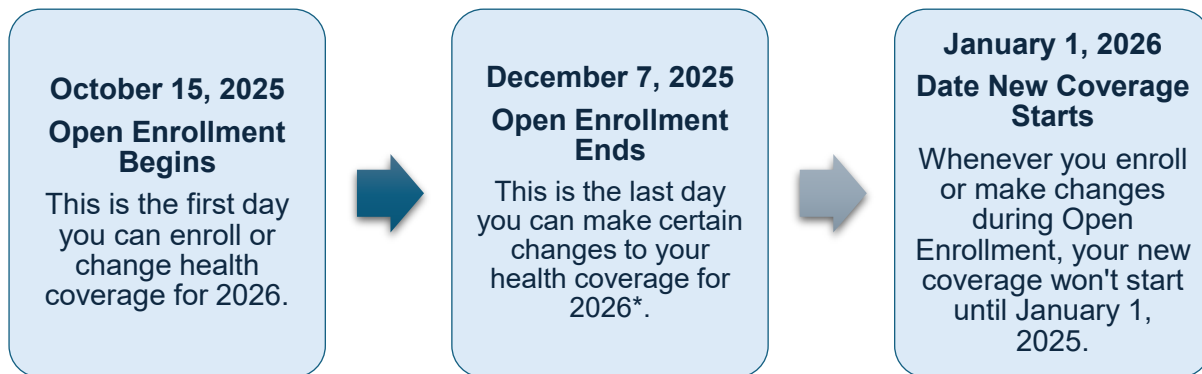 October 15, 2025
Open Enrollment
Begins
This is the first day
you can enroll or
change health
coverage for 2026.
December 7, 2025
Open Enrollment
Ends
This is the last day
you can make certain
changes to your
health coverage for
2026*.
January 1, 2026
Date New Coverage
Starts
Whenever you enroll
or make changes
during Open
Enrollment, your new
coverage won't start
until January 1,
2025.